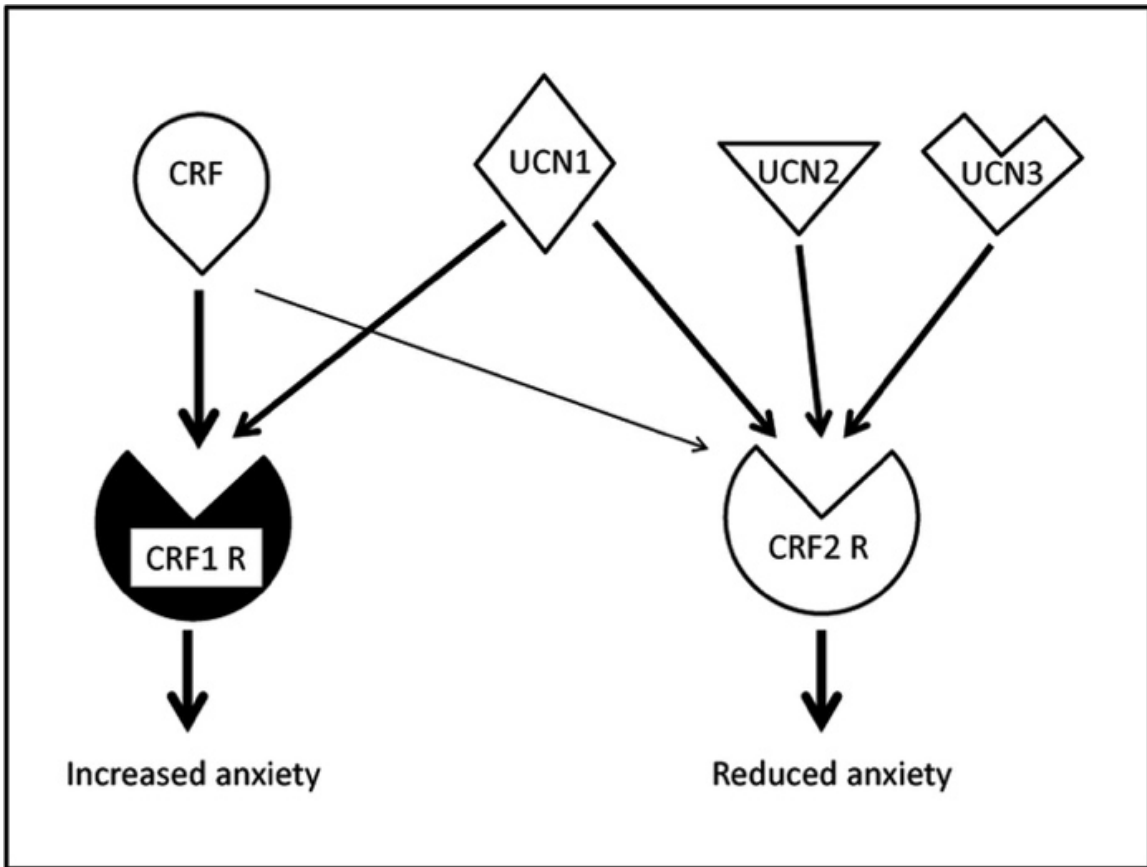 CRF
UCN1
UCN2
UCN3
CRF1 R
CRF2 R
Increased anxiety
Reduced anxiety